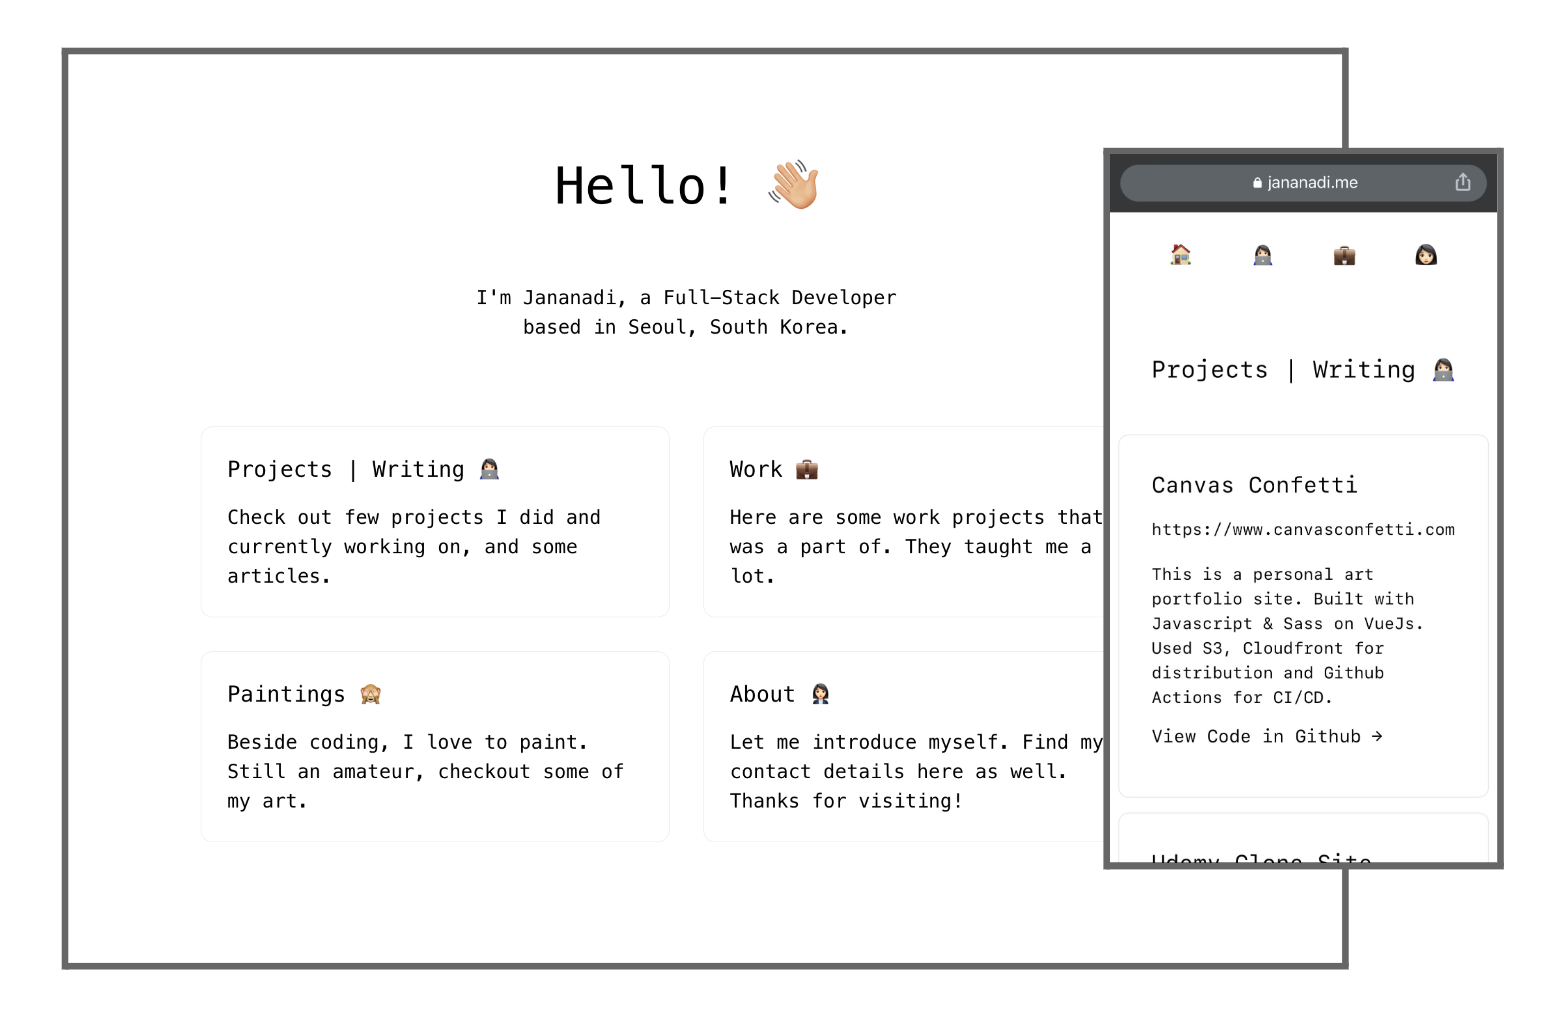 Hello! 👋🏼
I'm Jananadi, a Full-Stack Developer
based in Seoul, South Korea.
Projects | Writing 👩🏻‍💻
Check out few projects I did and
currently working on, and some
articles.
Work 💼
Here are some work projects that
was a part of. They taught me a
lot.
Paintings 🙈
Beside coding, I love to paint.
Still an amateur, checkout some of
my art.
About 👩🏻‍💼
Let me introduce myself. Find my
contact details here as well.
Thanks for visiting!
jananadi.me
Projects | Writing 👩🏻‍💻
Canvas Confetti
https://www.canvasconfetti.com
This is a personal art
portfolio site. Built with
Javascript & Sass on VueJs.
Used S3, Cloudfront for
distribution and Github
Actions for CI/CD.
View Code in Github →
Udemy Clone Site